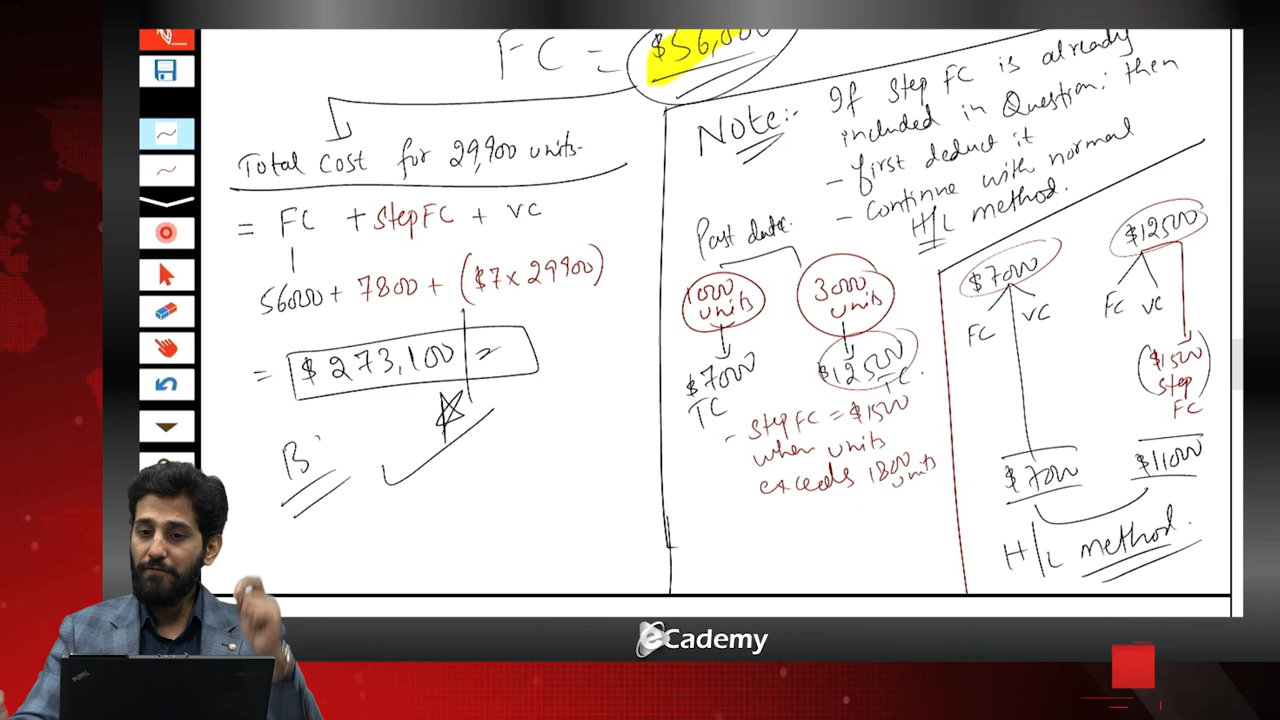 FC = $56,000
Total Cost for 29,900 units-
= FC + Step FC + VC
56000 + 7800 + ($7 x 29900)
= $273,100 =
B
Note:- If Step FC is already
included in Question; then
- first deduct it
- Continue with normal
H/L method.
Past data.
1000
units
3000
units
$7000
TC
$12500
TC.
- Step FC = $1500
when units
exceeds 1800
units
$7000
FC
VC
$7000
$12500
FC
VC
($1500
Step
FC)
$11000
H/L method.
eCademy